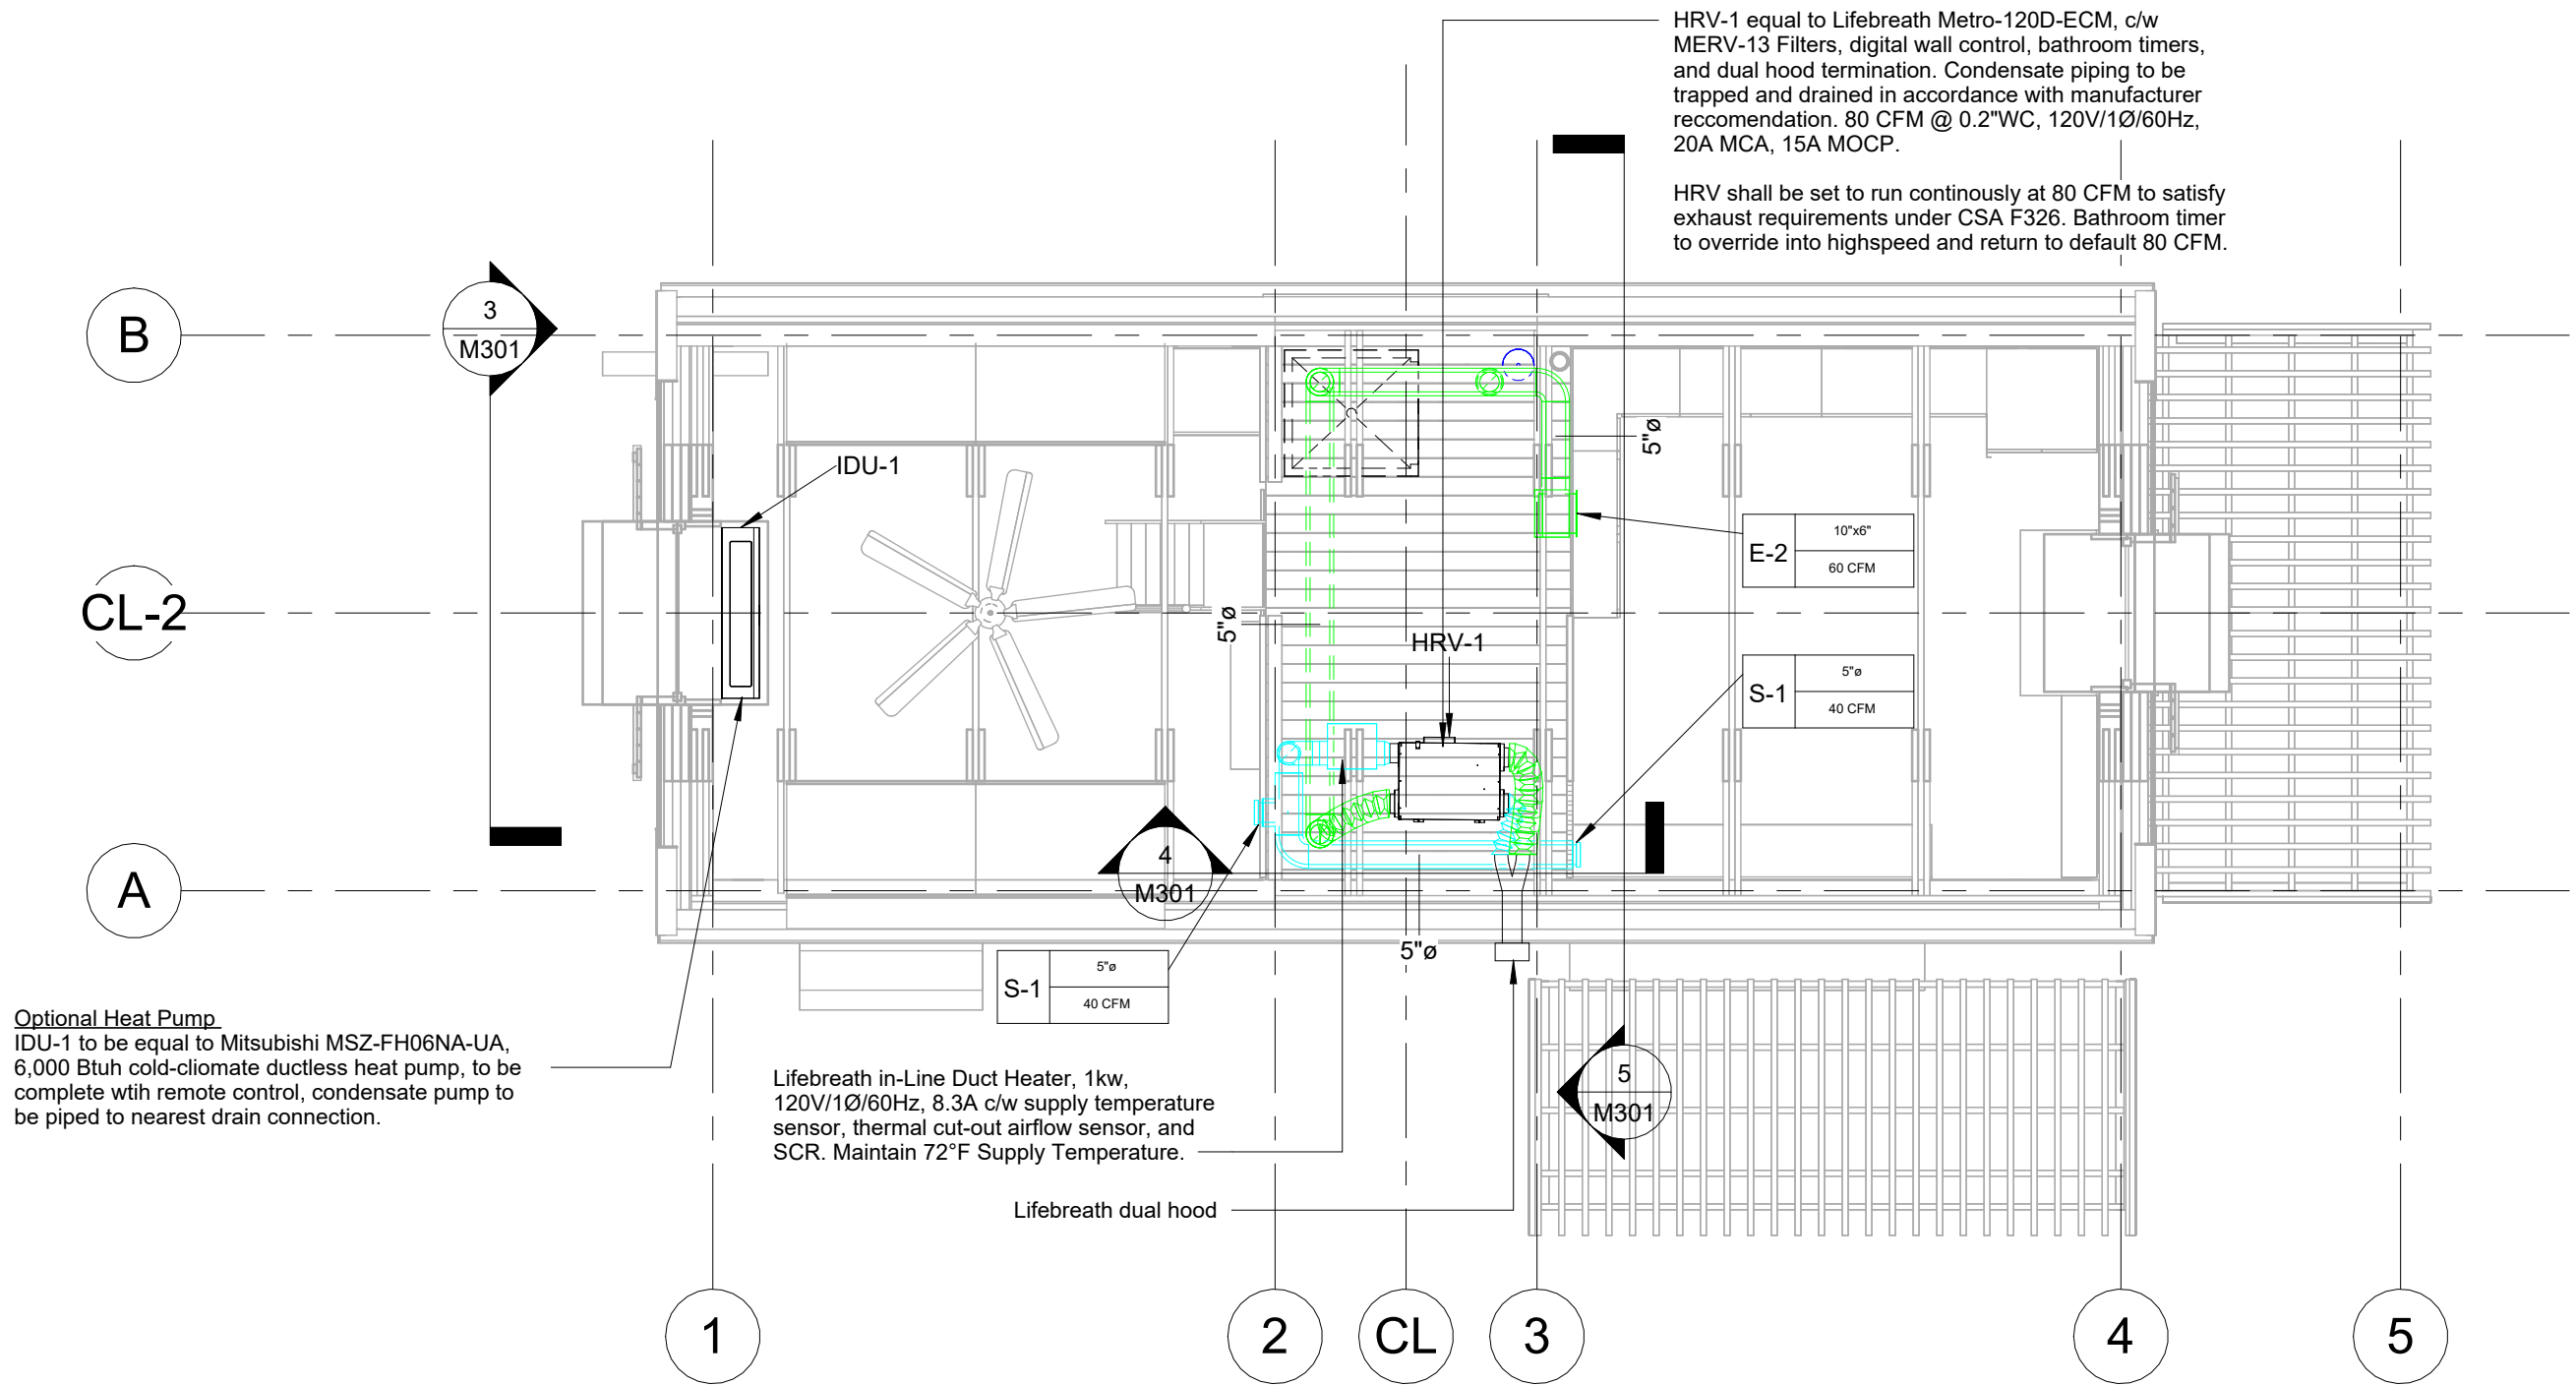 HRV-1 equal to Lifebreath Metro-120D-ECM, c/w
MERV-13 Filters, digital wall control, bathroom timers,
and dual hood termination. Condensate piping to be
trapped and drained in accordance with manufacturer
reccomendation. 80 CFM @ 0.2"WC, 120V/1Ø/60Hz,
20A MCA, 15A MOCP.
HRV shall be set to run continously at 80 CFM to satisfy
exhaust requirements under CSA F326. Bathroom timer
to override into highspeed and return to default 80 CFM.
B
3
M301
IDU-1
5"ø
E-2
10"x6"
60 CFM
CL-2
5"ø
HRV-1
S-1
5"ø
40 CFM
4
M301
A
5"ø
S-1
5"ø
40 CFM
Optional Heat Pump
IDU-1 to be equal to Mitsubishi MSZ-FH06NA-UA,
6,000 Btuh cold-cliomate ductless heat pump, to be
complete wtih remote control, condensate pump to
be piped to nearest drain connection.
Lifebreath in-Line Duct Heater, 1kw,
120V/1Ø/60Hz, 8.3A c/w supply temperature
sensor, thermal cut-out airflow sensor, and
SCR. Maintain 72°F Supply Temperature.
5
M301
Lifebreath dual hood
1
2
CL
3
4
5